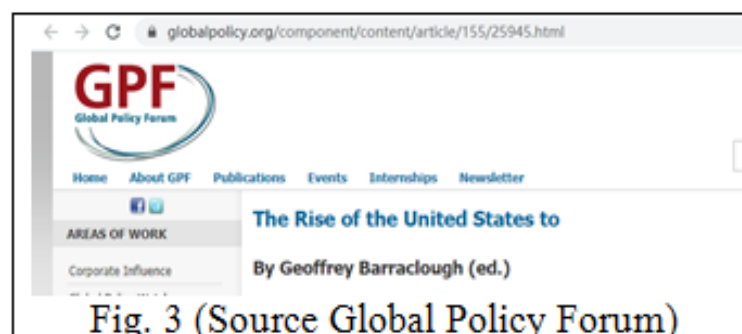 globalpolicy.org/component/content/article/155/25945.html
GPF
Global Policy Forum
Home About GPF Publications Events Internships Newsletter
AREAS OF WORK
The Rise of the United States to
Corporate Influence
By Geoffrey Barraclough (ed.)
Fig. 3 (Source Global Policy Forum)